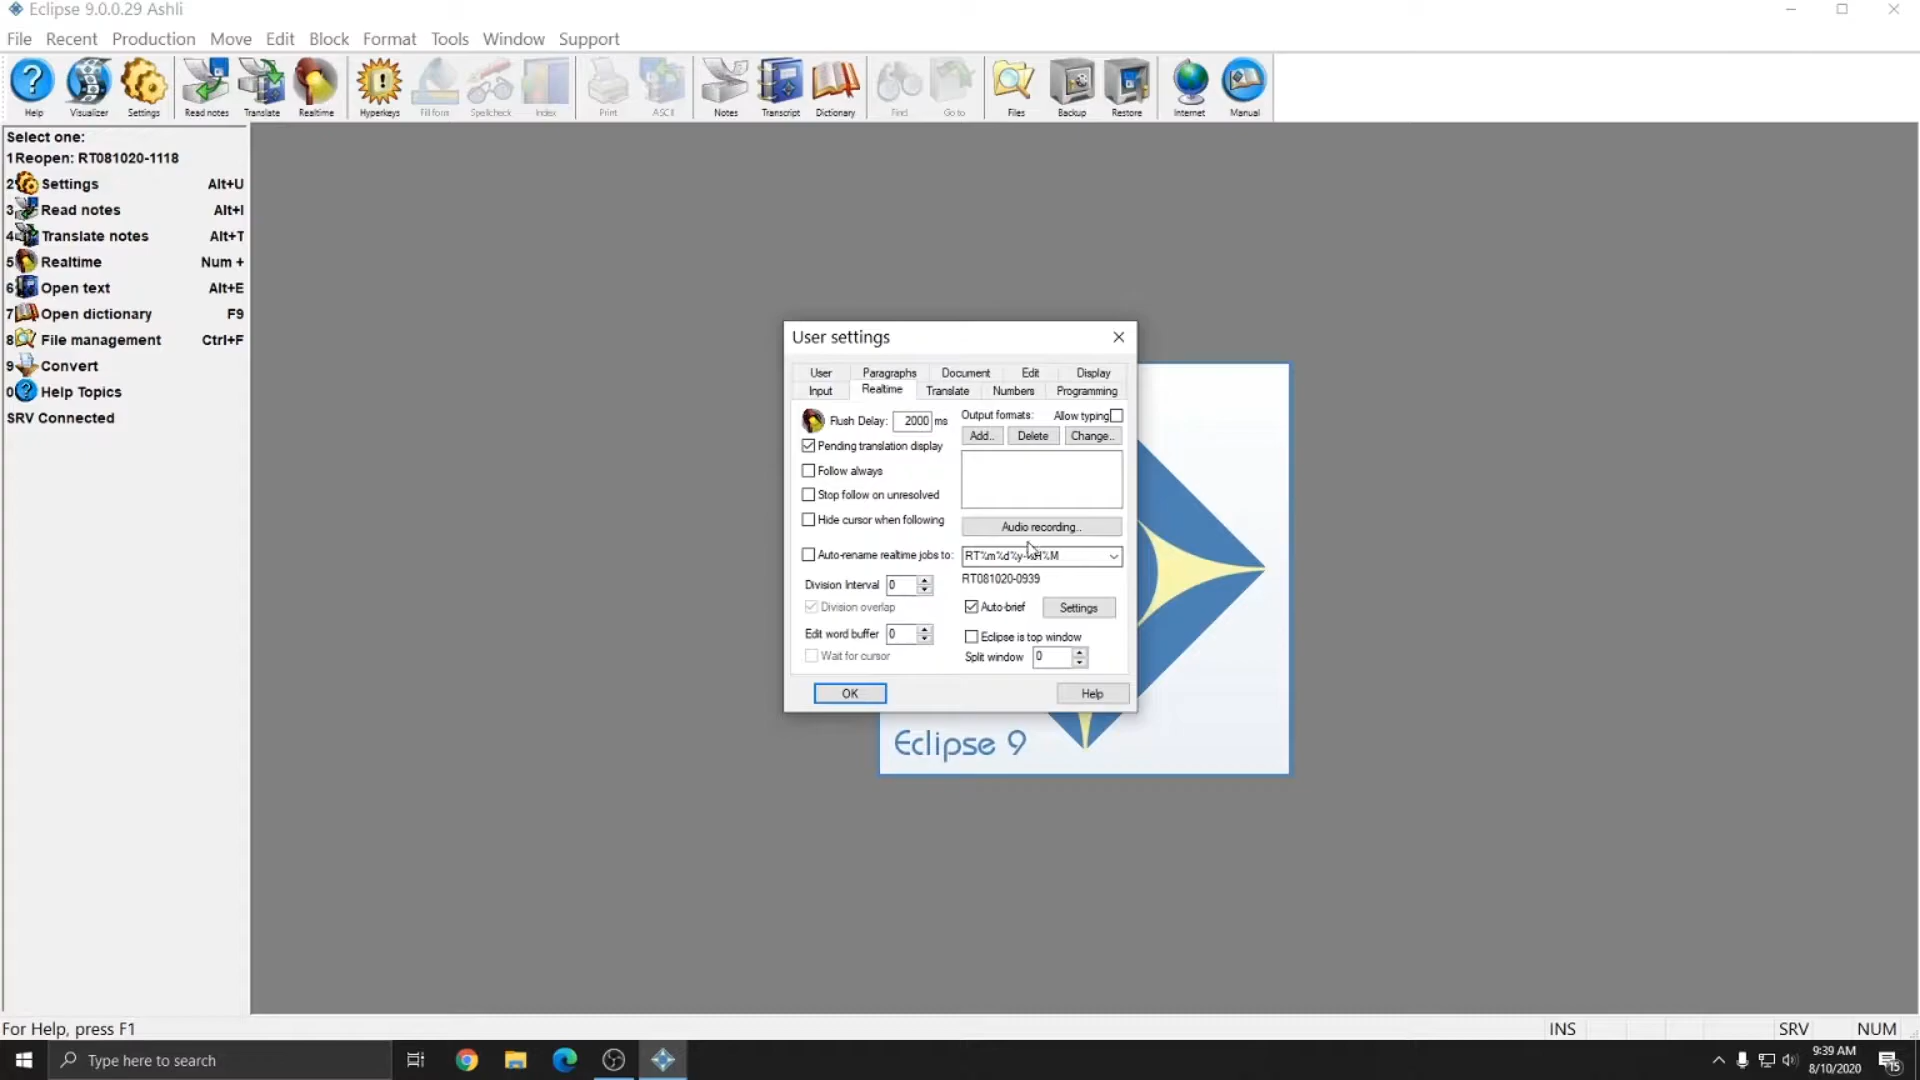 Eclipse 9.0.0.29 Ashli
File Recent Production Move Edit Block Format Tools Window Support
Help Visualizer Settings Read notes Translate Realtime Hyperkeys Fill form Spellcheck Index Print ASCII Notes Transcript Dictionary Find Go to Files Backup Restore Internet Manual
Select one:
1 Reopen: RT081020-1118
2 Settings Alt+U
3 Read notes Alt+I
4 Translate notes Alt+T
5 Realtime Num +
6 Open text Alt+E
7 Open dictionary F9
8 File management Ctrl+F
9 Convert
0 Help Topics
SRV Connected
User settings
User Paragraphs Document Edit Display
Input Realtime Translate Numbers Programming
Flush Delay: 2000 ms
Output formats: Allow typing
Add.. Delete Change..
Pending translation display
Follow always
Stop follow on unresolved
Hide cursor when following
Audio recording..
Auto-rename realtime jobs to: RT%m%d%y-%H%M
RT081020-0939
Division Interval 0
Division overlap
Auto-brief Settings
Edit word buffer 0
Wait for cursor
Eclipse is top window
Split window 0
OK Help
Eclipse 9
For Help, press F1
INS SRV NUM
Type here to search
9:39 AM
8/10/2020
15